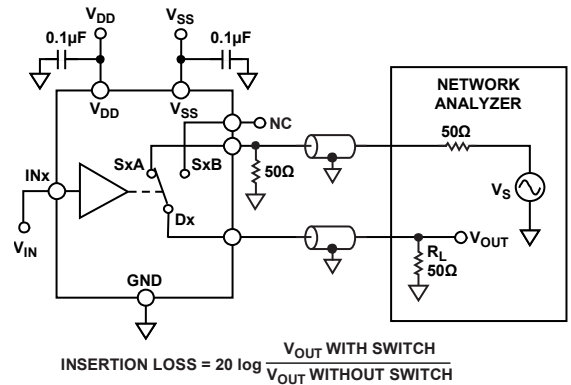 VDD
VSS
0.1µF
0.1µF
VDD
VSS
NC
NETWORK
ANALYZER
50Ω
SxA
SxB
50Ω
INx
VS
Dx
VOUT
VIN
RL
50Ω
GND
INSERTION LOSS = 20 log VOUT WITH SWITCH
VOUT WITHOUT SWITCH